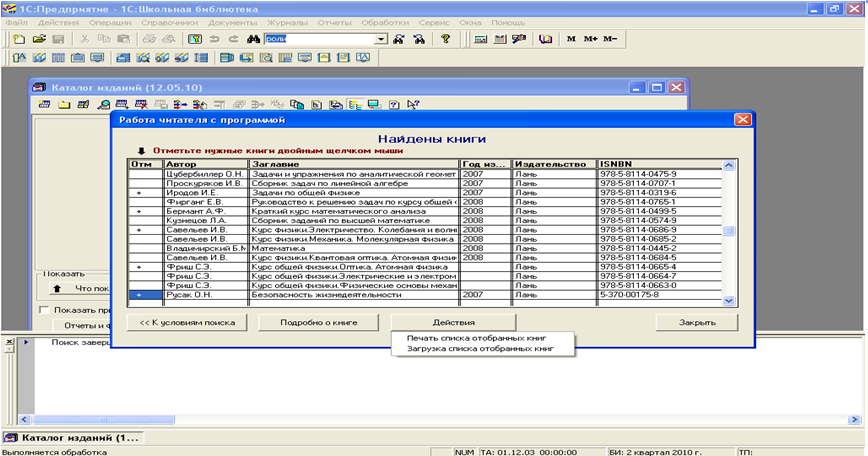 1С:Предприятие - 1С:Школьная библиотека
Файл Действия Операции Справочники Документы Журналы Отчеты Обработки Сервис Окна Помощь
роли
M M+ M-
Каталог изданий (12.05.10)
Работа читателя с программой
Найдены книги
Отметьте нужные книги двойным щелчком мыши
Отм Автор Заглавие Год из... Издательство ISNBN
Цубербиллер О.Н. Задачи и упражнения по аналитической геомет 2007 Лань 978-5-8114-0475-9
Проскуряков И.В. Сборник задач по линейной алгебре 2007 Лань 978-5-8114-0707-1
+ Иродов И.Е. Задачи по общей физике 2007 Лань 978-5-8114-0319-6
Фирганг Е.В. Руководство к решению задач по курсу общей 2008 Лань 978-5-8114-0765-1
+ Бермант А.Ф. Краткий курс математического анализа 2008 Лань 978-5-8114-0499-5
Кузнецов Л.А. Сборник заданий по высшей математике 2008 Лань 978-5-8114-0574-9
+ Савельев И.В. Курс физики.Электричество. Колебания и волн 2008 Лань 978-5-8114-0686-9
Савельев И.В. Курс физики.Механика. Молекулярная физика 2008 Лань 978-5-8114-0685-2
Владимирский Б.М Математика 2008 Лань 978-5-8114-0445-2
Савельев И.В. Курс физики.Квантовая оптика. Атомная физик 2008 Лань 978-5-8114-0684-5
+ Фриш С.Э. Курс общей физики.Оптика. Атомная физика Лань 978-5-8114-0665-4
Фриш С.Э. Курс общей физики.Электрические и электром Лань 978-5-8114-0664-7
Фриш С.Э. Курс общей физики.Физические основы механ Лань 978-5-8114-0663-0
+ Русак О.Н. Безопасность жизнедеятельности 2007 Лань 5-370-00175-8
<< К условиям поиска Подробно о книге Действия Закрыть
Печать списка отобранных книг
Загрузка списка отобранных книг
Показать
Что пок
Показать при
Отчеты и ф
Поиск завер
Каталог изданий (1...
Выполняется обработка NUM ТА: 01.12.03 00:00:00 БИ: 2 квартал 2010 г. ТП: